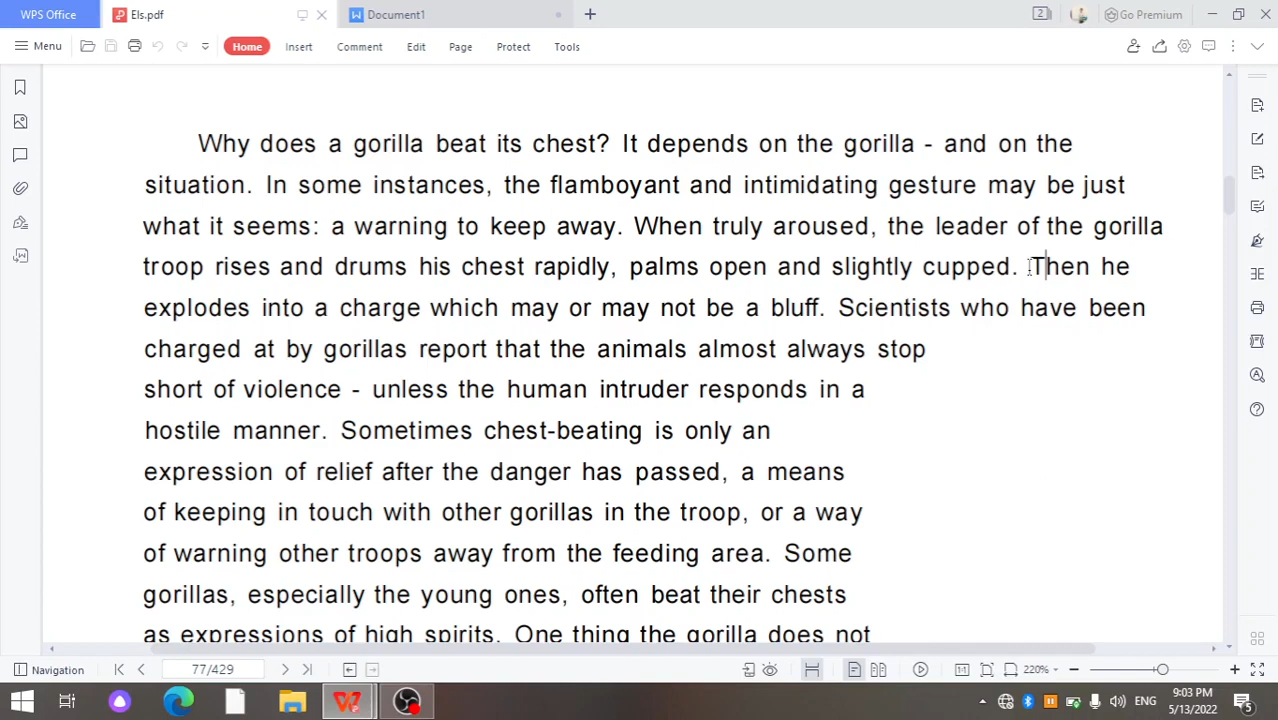 WPS Office
Els.pdf
Document1
Go Premium
Menu
Home
Insert
Comment
Edit
Page
Protect
Tools
Why does a gorilla beat its chest? It depends on the gorilla - and on the
situation. In some instances, the flamboyant and intimidating gesture may be just
what it seems: a warning to keep away. When truly aroused, the leader of the gorilla
troop rises and drums his chest rapidly, palms open and slightly cupped. Then he
explodes into a charge which may or may not be a bluff. Scientists who have been
charged at by gorillas report that the animals almost always stop
short of violence - unless the human intruder responds in a
hostile manner. Sometimes chest-beating is only an
expression of relief after the danger has passed, a means
of keeping in touch with other gorillas in the troop, or a way
of warning other troops away from the feeding area. Some
gorillas, especially the young ones, often beat their chests
as expressions of high spirits. One thing the gorilla does not
Navigation
77/429
220%
ENG
9:03 PM
5/13/2022
5